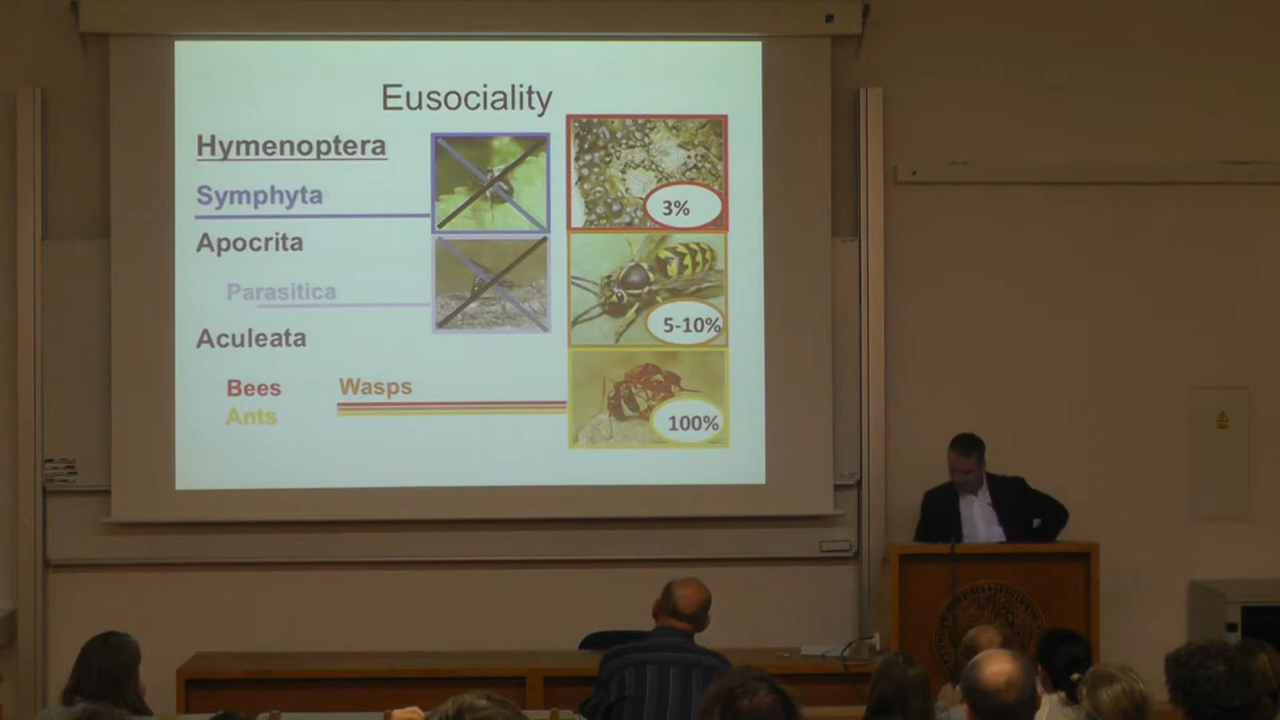 Eusociality
Hymenoptera
Symphyta
Apocrita
Parasitica
Aculeata
Bees
Wasps
Ants
3%
5-10%
100%